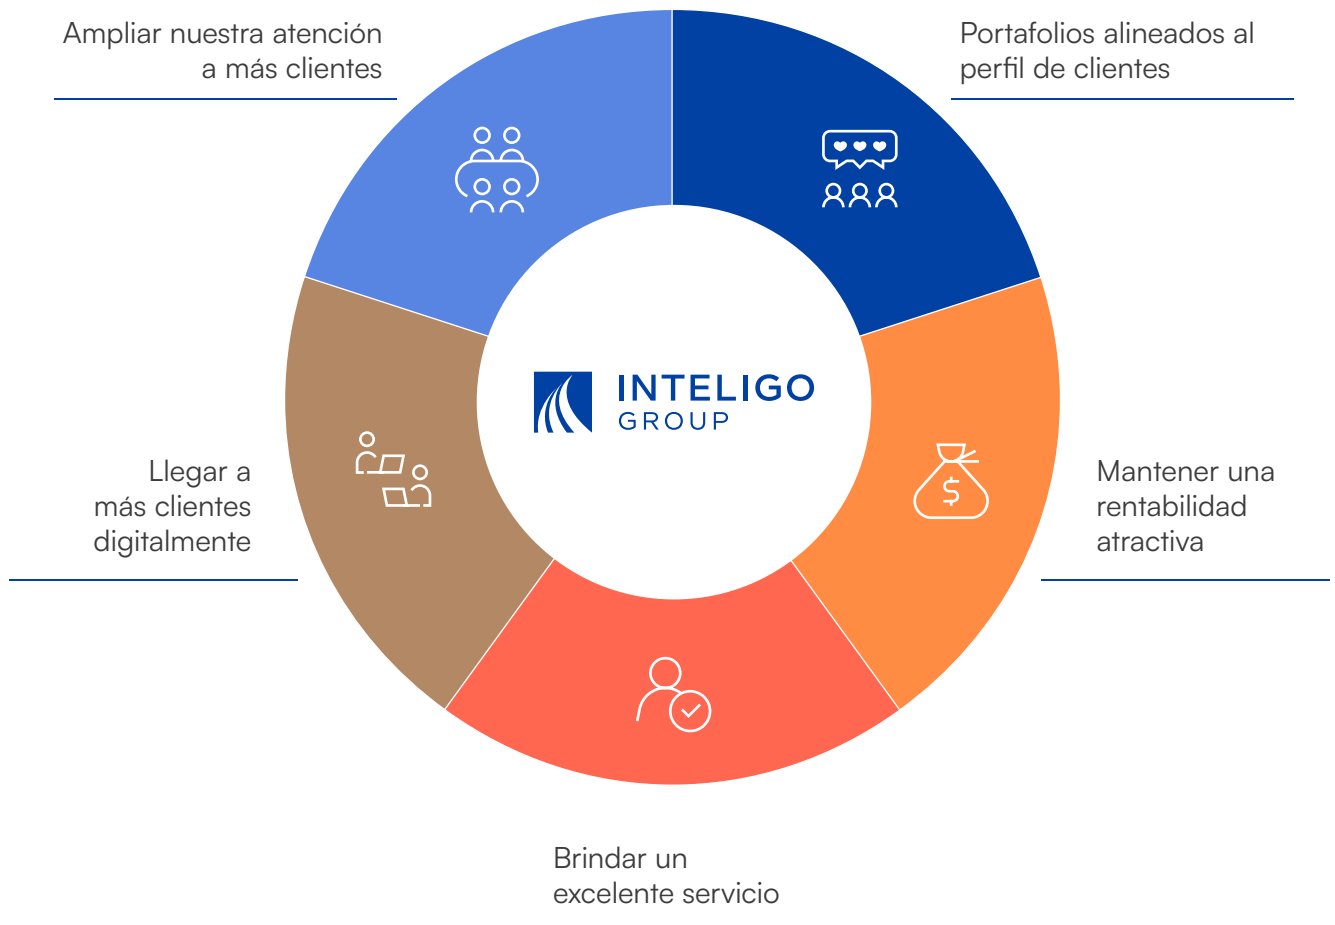 Ampliar nuestra atención
a más clientes
Portafolios alineados al
perfil de clientes
INTELIGO
GROUP
Llegar a
más clientes
digitalmente
$
Mantener una
rentabilidad
atractiva
Brindar un
excelente servicio